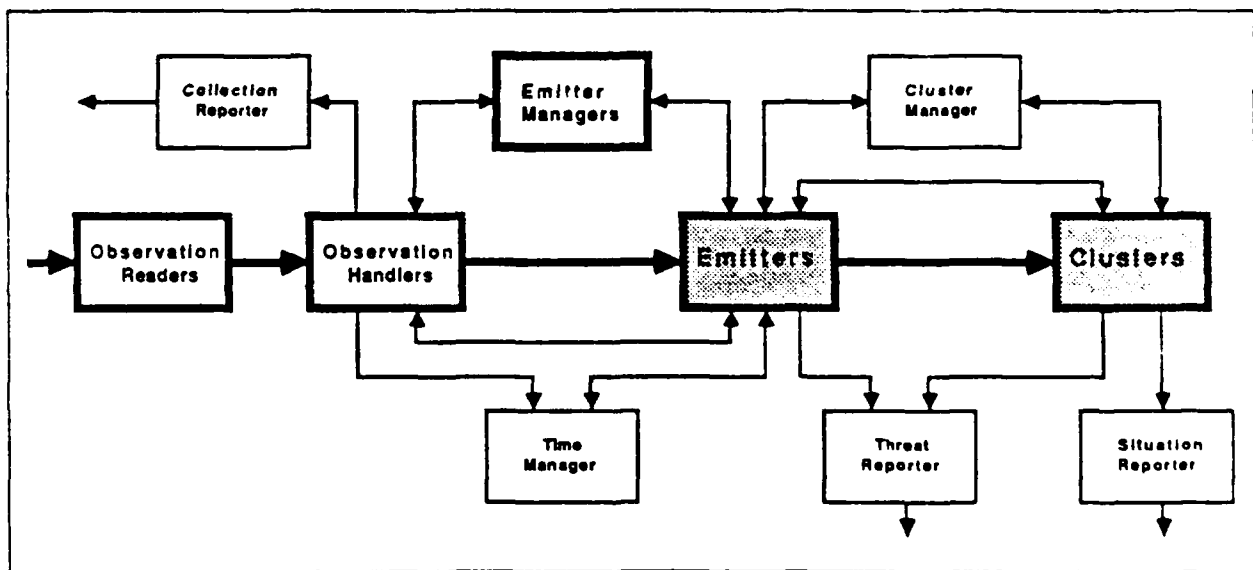 Collection
Reporter
Emitter
Managers
Cluster
Manager
Observation
Readers
Observation
Handlers
Emitters
Clusters
Time
Manager
Threat
Reporter
Situation
Reporter